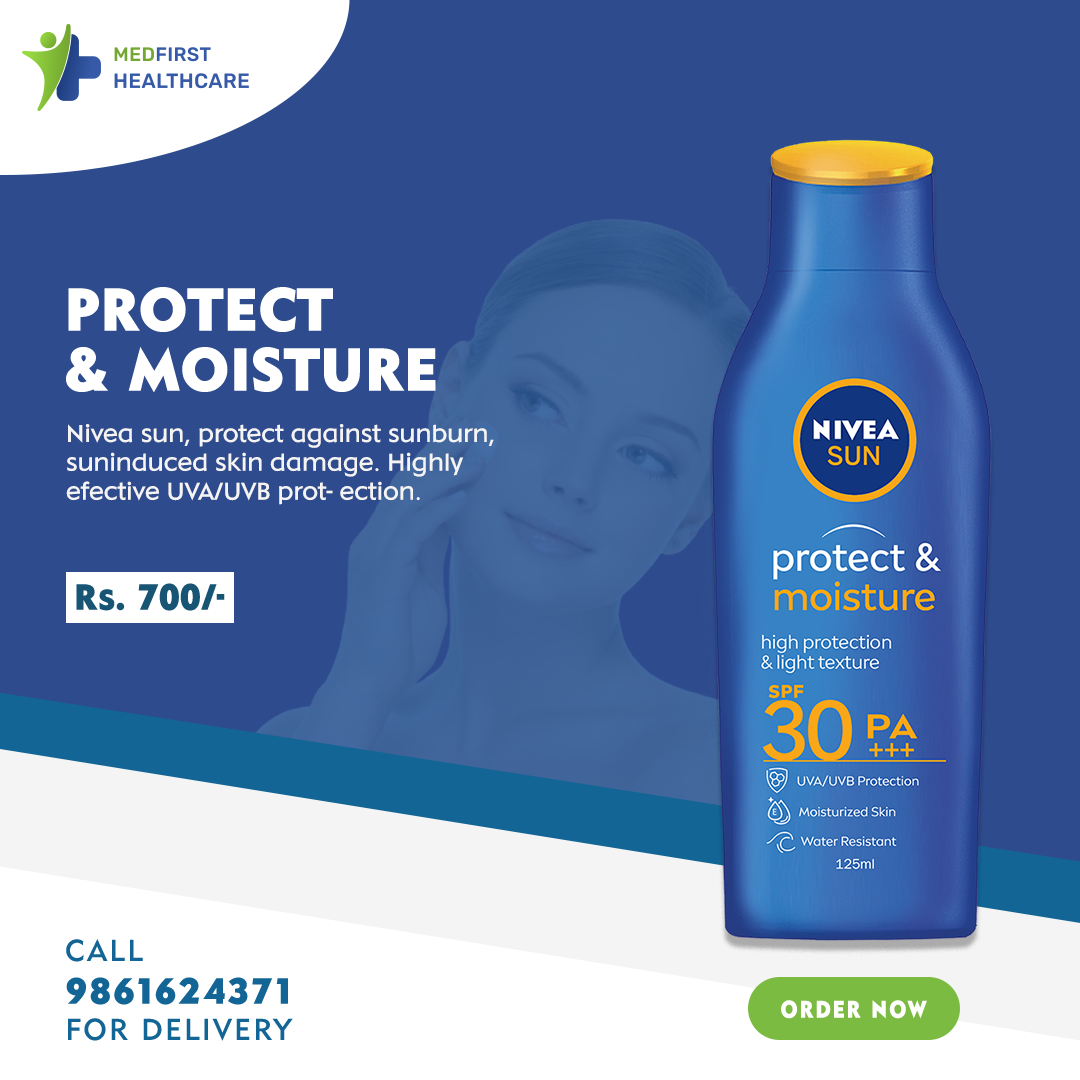 MEDFIRST
HEALTHCARE
PROTECT
& MOISTURE
Nivea sun, protect against sunburn,
suninduced skin damage. Highly
efective UVA/UVB prot- ection.
Rs. 700/-
NIVEA
SUN
protect &
moisture
high protection
& light texture
SPF
30 PA
+++
UVA/UVB Protection
E
Moisturized Skin
Water Resistant
125ml
CALL
9861624371
FOR DELIVERY
ORDER NOW